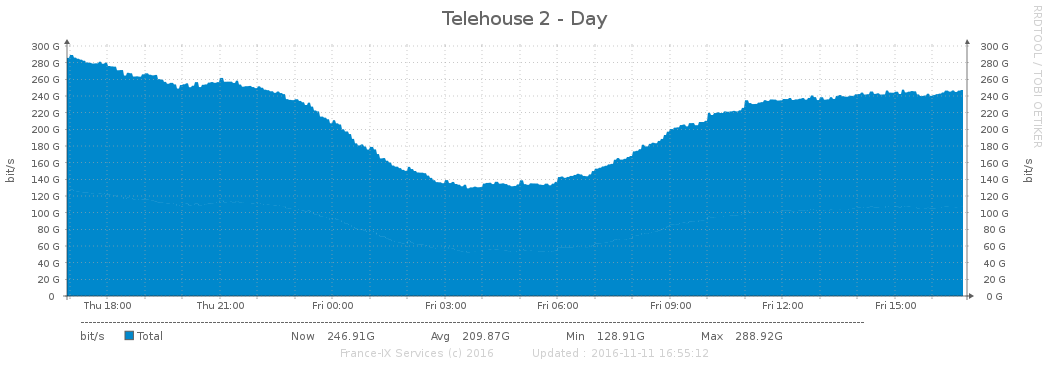 Telehouse 2 - Day
RRDTOOL / TOBI OETIKER
bit/s
300 G 300 G
280 G 280 G
260 G 260 G
240 G 240 G
220 G 220 G
200 G 200 G
180 G 180 G
160 G 160 G
140 G 140 G
120 G 120 G
100 G 100 G
80 G 80 G
60 G 60 G
40 G 40 G
20 G 20 G
0 0 G
bit/s
Thu 18:00 Thu 21:00 Fri 00:00 Fri 03:00 Fri 06:00 Fri 09:00 Fri 12:00 Fri 15:00
bit/s Total Now 246.91G Avg 209.87G Min 128.91G Max 288.92G
France-IX Services (c) 2016 Updated : 2016-11-11 16:55:12